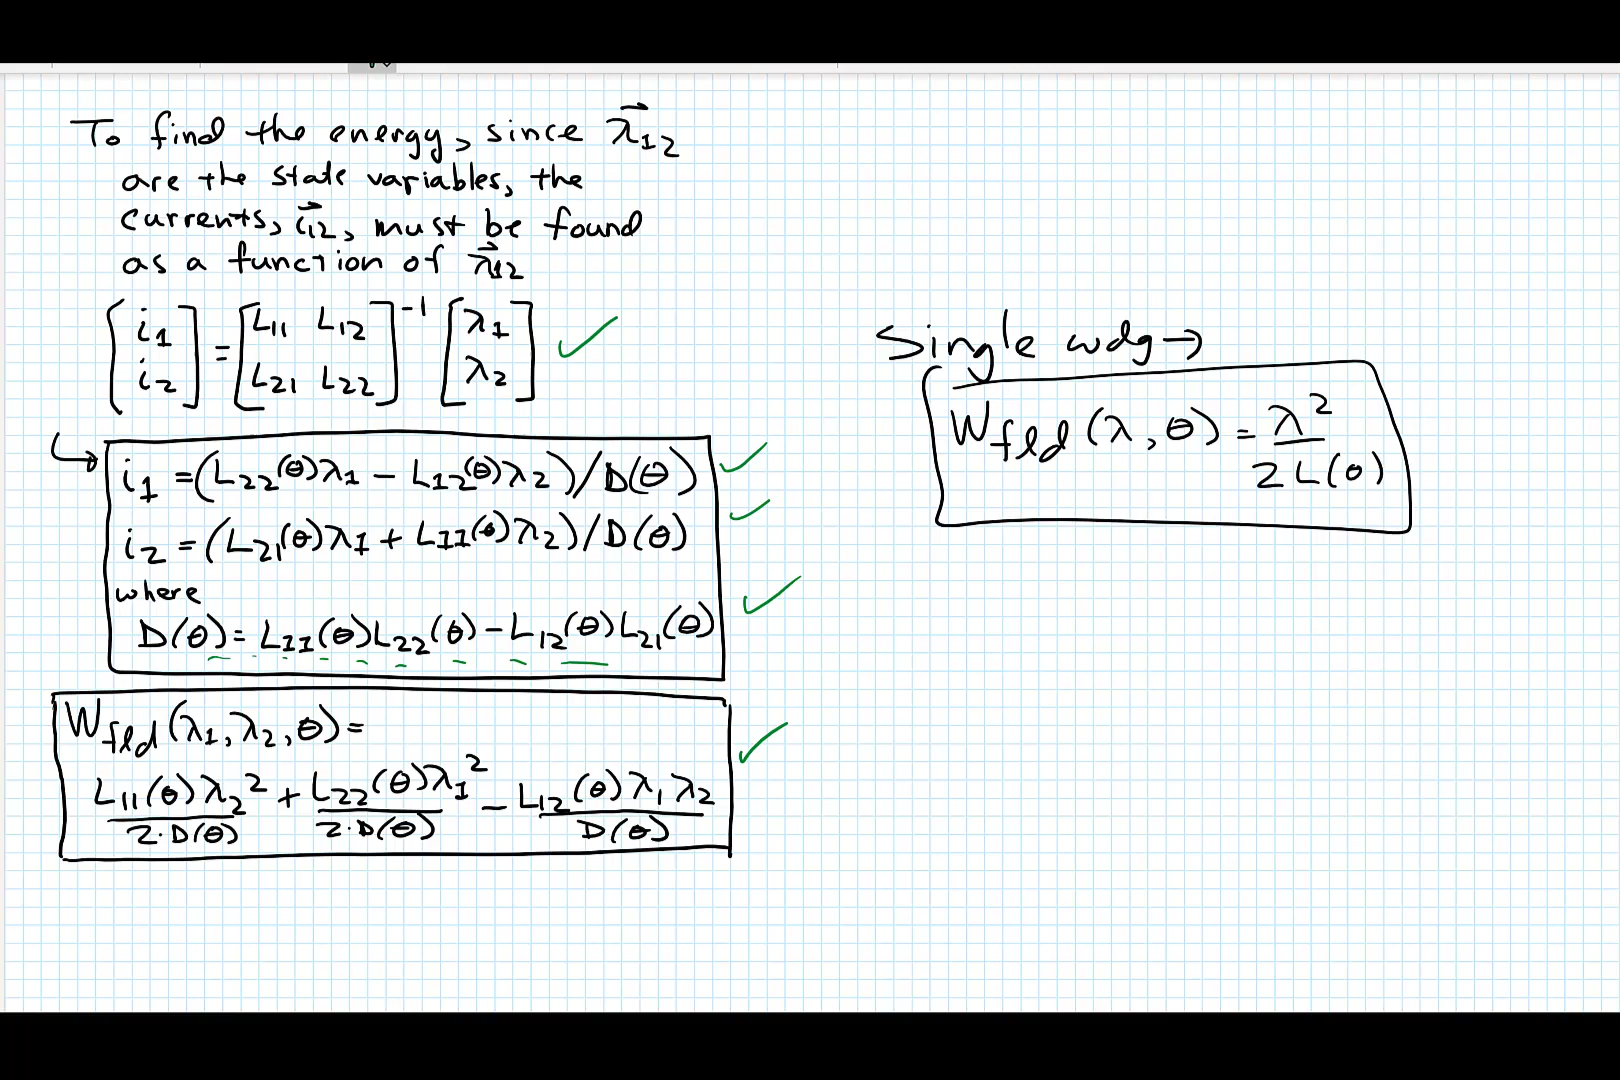 To find the energy, since λ⃗12
are the state variables, the
currents, i⃗12, must be found
as a function of λ⃗12
[i1 i2] = [L11 L12 L21 L22]^-1 [λ1 λ2] ✓
↳ i1 = (L22(θ)λ1 − L12(θ)λ2)/D(θ) ✓
i2 = (L21(θ)λ1 + L11(θ)λ2)/D(θ) ✓
where
D(θ) = L11(θ)L22(θ) − L12(θ)L21(θ) ✓
Wfld(λ1, λ2, θ) = ✓
L11(θ)λ2²/2·D(θ) + L22(θ)λ1²/2·D(θ) − L12(θ)λ1λ2/D(θ)
Single wdg →
Wfld(λ, θ) = λ²/2L(θ)